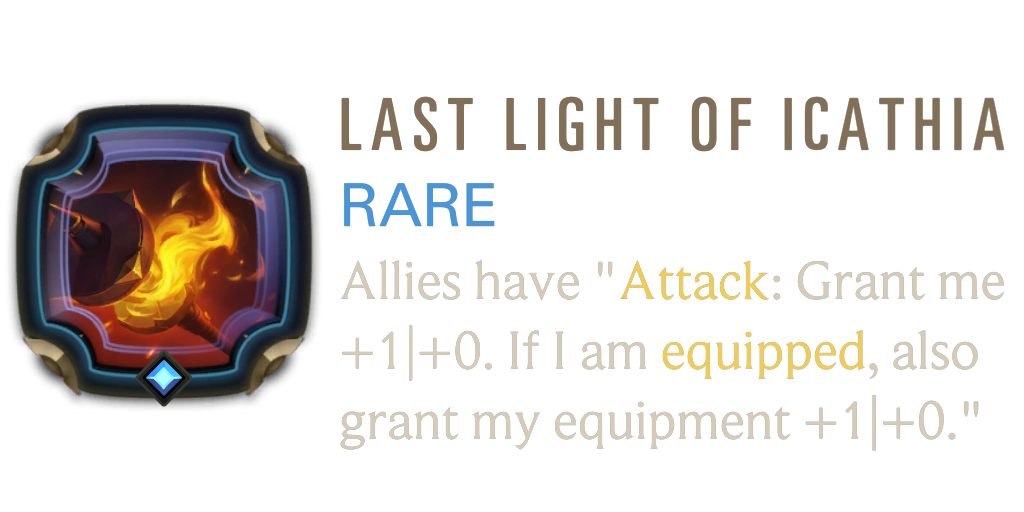 LAST LIGHT OF ICATHIA
RARE
Allies have "Attack: Grant me
+1|+0. If I am equipped, also
grant my equipment +1|+0."